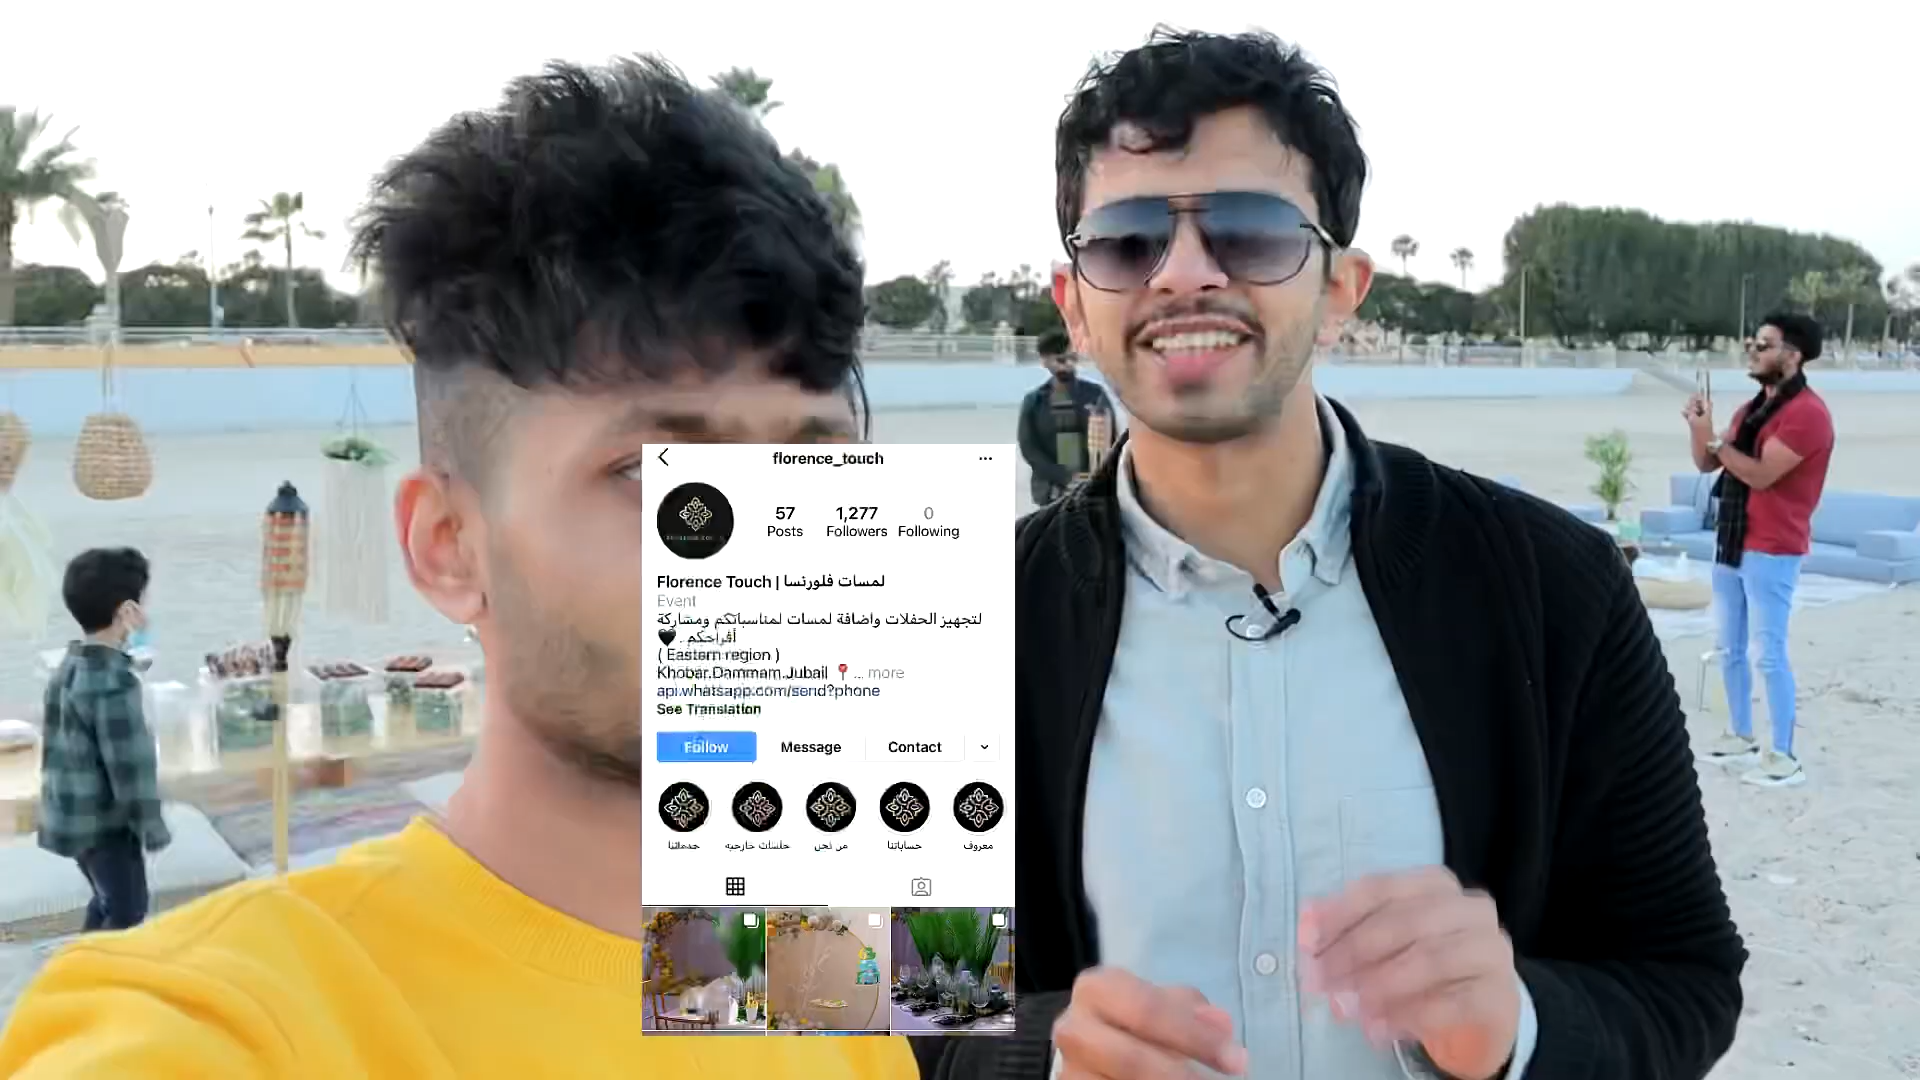 florence_touch
57 1,277 0
Posts Followers Following
Florence Touch | لمسات فلورنسا
Event
لتجهيز الحفلات واضافة لمسات لمناسباتكم ومشاركة
أفراحكم . 🖤
( Eastern region )
Khobar.Dammam.Jubail 📍... more
api.whatsapp.com/send?phone
See Translation
Follow Message Contact
خدماتنا جلسات خارجيه من نحن حساباتنا معروف